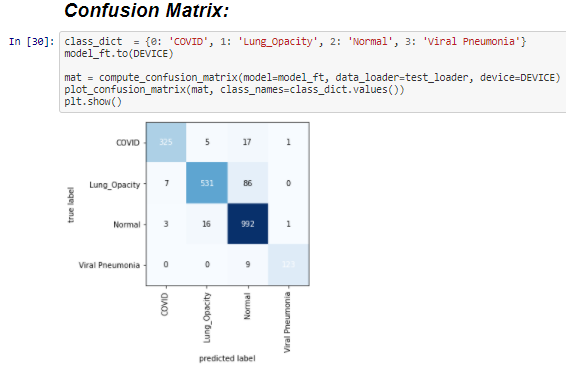 Confusion Matrix:
In [30]: class_dict  = {0: 'COVID', 1: 'Lung_Opacity', 2: 'Normal', 3: 'Viral Pneumonia'}
model_ft.to(DEVICE)
mat = compute_confusion_matrix(model=model_ft, data_loader=test_loader, device=DEVICE)
plot_confusion_matrix(mat, class_names=class_dict.values())
plt.show()
COVID 325 5 17 1
Lung_Opacity 7 531 86 0
Normal 3 16 992 1
Viral Pneumonia 0 0 9
true label
COVID
Lung_Opacity
Normal
Viral Pneumonia
predicted label